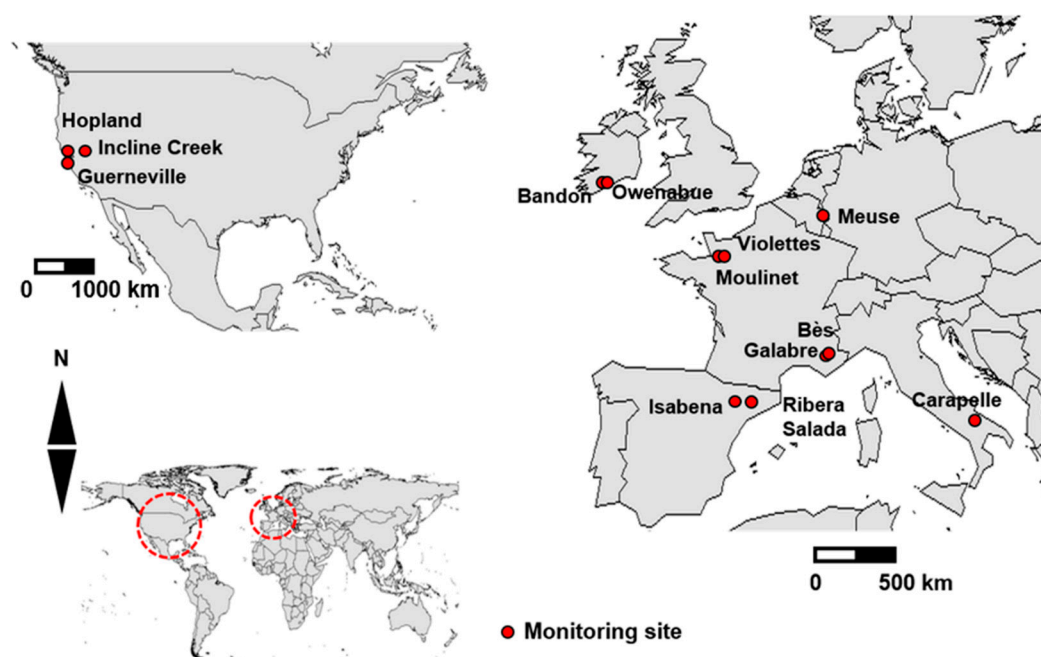 Hopland
Incline Creek
Guerneville
0 1000 km
N
Bandon
Owenabue
Meuse
Violettes
Moulinet
Bès
Galabre
Isabena
Ribera
Salada
Carapelle
0 500 km
Monitoring site